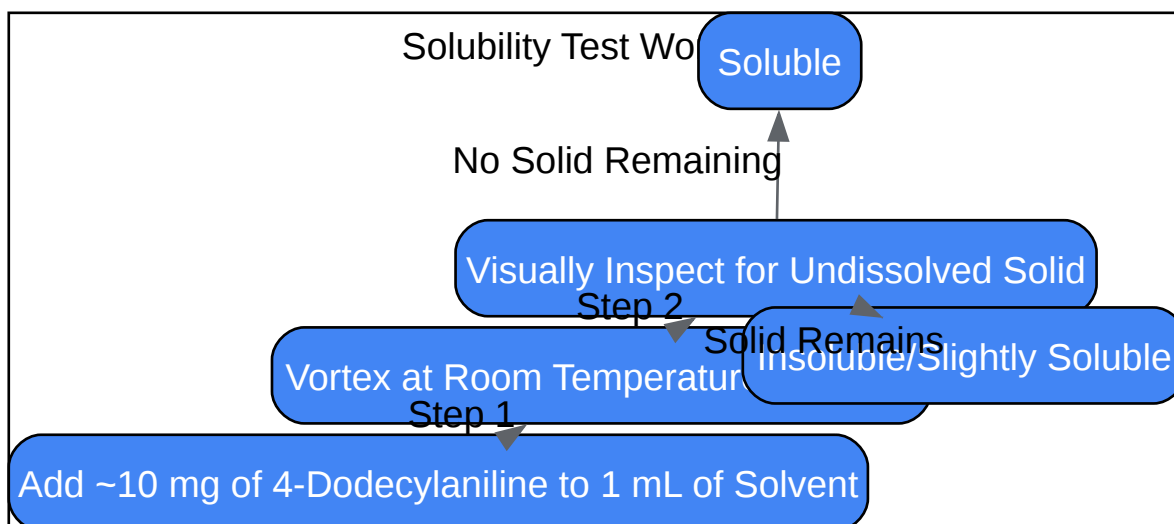 Solubility Test Wo
Soluble
No Solid Remaining
Visually Inspect for Undissolved Solid
Step 2
Solid Remains
Insoluble/Slightly Soluble
Vortex at Room Temperature
Step 1
Add ~10 mg of 4-Dodecylaniline to 1 mL of Solvent